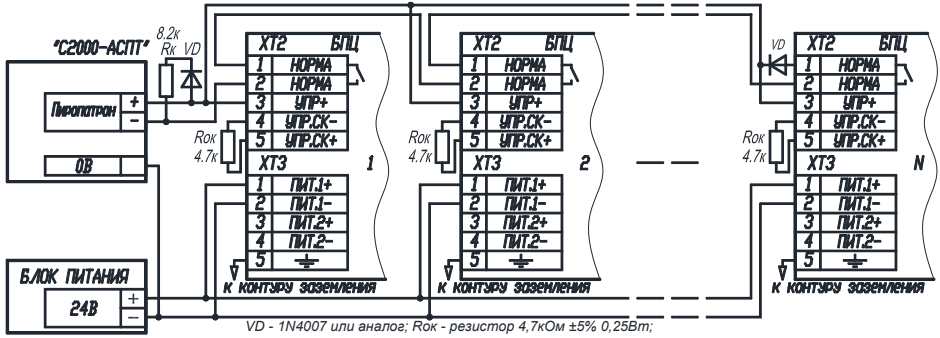 "С2000-АСПТ"
Пиропатрон
+
−
0В
8.2к
Rк VD
XT2 БПЦ
1 НОРМА
2 НОРМА
3 УПР+
4 УПР.СК-
5 УПР.СК+
Rок
4.7к
XT3 1
1 ПИТ.1+
2 ПИТ.1-
3 ПИТ.2+
4 ПИТ.2-
5
к контуру заземления
XT2 БПЦ
1 НОРМА
2 НОРМА
3 УПР+
4 УПР.СК-
5 УПР.СК+
Rок
4.7к
XT3 2
1 ПИТ.1+
2 ПИТ.1-
3 ПИТ.2+
4 ПИТ.2-
5
к контуру заземления
VD
XT2 БПЦ
1 НОРМА
2 НОРМА
3 УПР+
4 УПР.СК-
5 УПР.СК+
Rок
4.7к
XT3 N
1 ПИТ.1+
2 ПИТ.1-
3 ПИТ.2+
4 ПИТ.2-
5
к контуру заземления
БЛОК ПИТАНИЯ
24В
+
−
VD - 1N4007 или аналог; Rок - резистор 4,7кОм ±5% 0,25Вт;